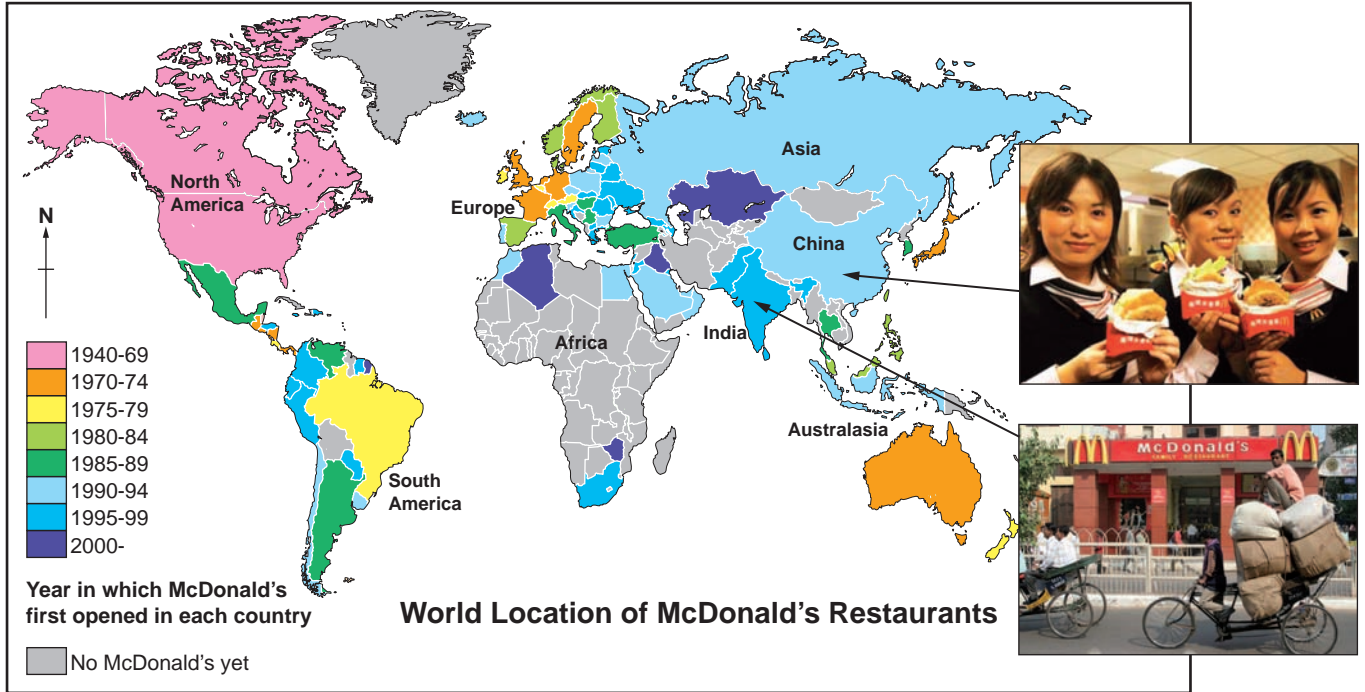 North
America
Europe
Asia
China
Africa
India
Australasia
South
America
N
1940-69
1970-74
1975-79
1980-84
1985-89
1990-94
1995-99
2000-
Year in which McDonald's
first opened in each country
No McDonald's yet
World Location of McDonald's Restaurants
McDonald's
FAMILY RESTAURANT